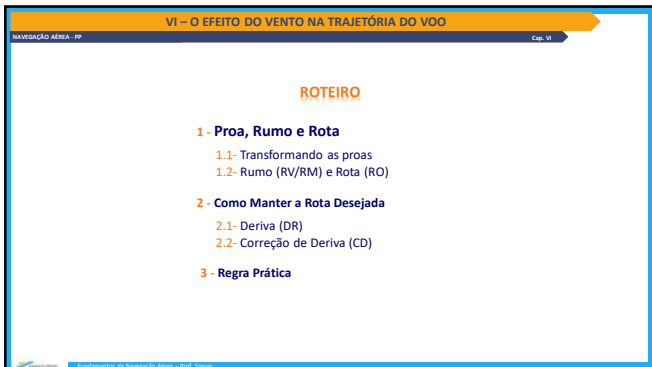 VI – O EFEITO DO VENTO NA TRAJETÓRIA DO VOO
NAVEGAÇÃO AÉREA - PP
Cap. VI
ROTEIRO
1 - Proa, Rumo e Rota
1.1- Transformando as proas
1.2- Rumo (RV/RM) e Rota (RO)
2 - Como Manter a Rota Desejada
2.1- Deriva (DR)
2.2- Correção de Deriva (CD)
3 - Regra Prática
Fundamentos da Navegação Aérea – Prof.